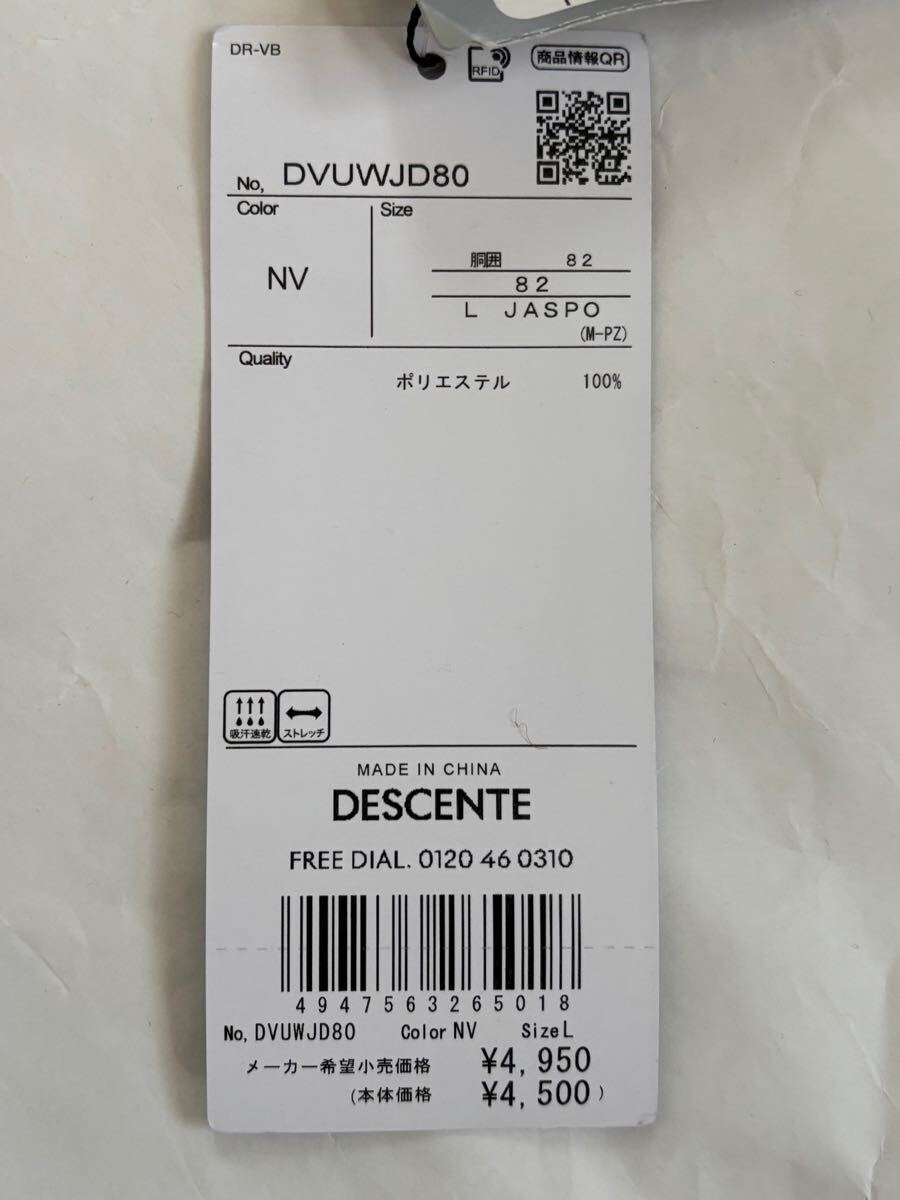 DR-VB
RFID
商品情報QR
No, DVUWJD80
Color
Size
NV
胴囲 82
82
L JASPO
(M-PZ)
Quality
ポリエステル 100%
吸汗速乾
ストレッチ
MADE IN CHINA
DESCENTE
FREE DIAL. 0120 46 0310
4947563265018
No, DVUWJD80 Color NV Size L
メーカー希望小売価格 ¥4,950
(本体価格 ¥4,500)